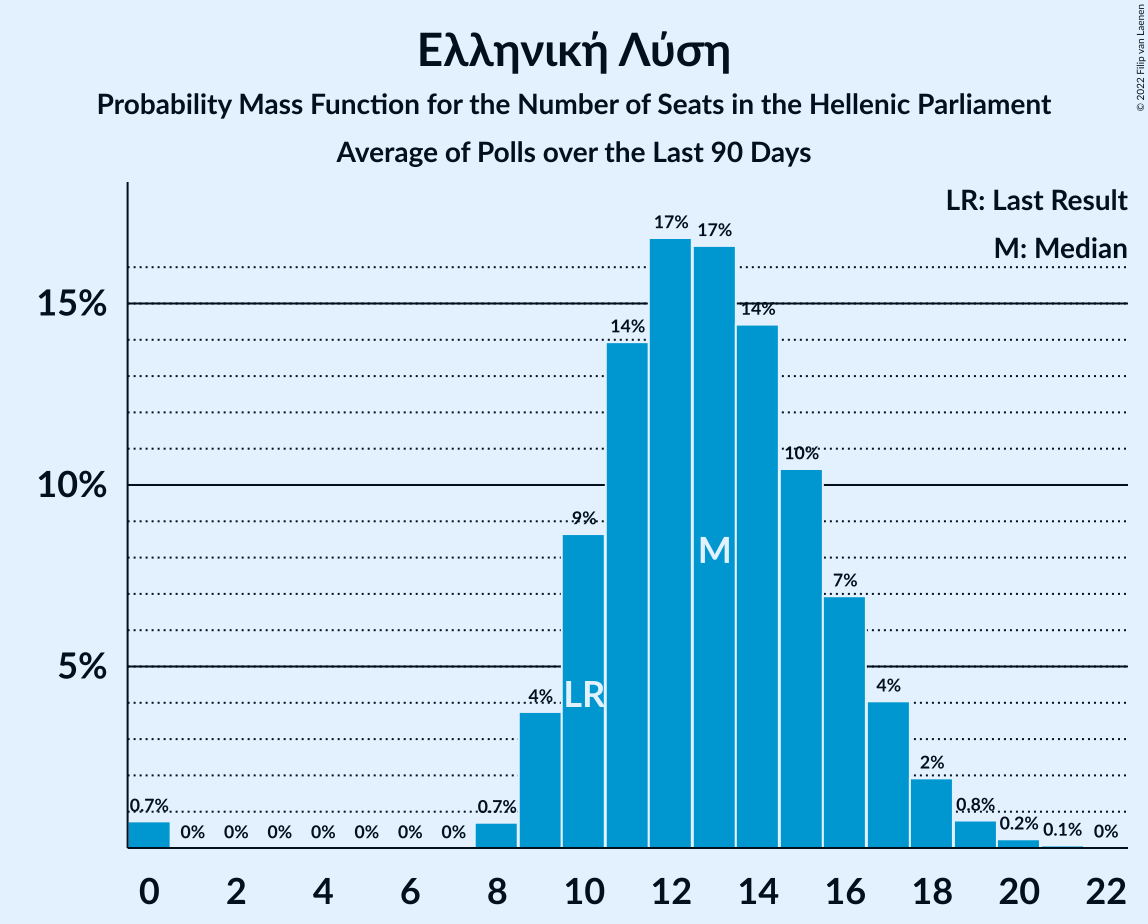 Ελληνική Λύση
Probability Mass Function for the Number of Seats in the Hellenic Parliament
Average of Polls over the Last 90 Days
© 2022 Filip van Laenen
LR: Last Result
M: Median
15%
10%
5%
0.7%
0%
0%
0%
0%
0%
0%
0%
0.7%
4%
9%
14%
17%
17%
14%
10%
7%
4%
2%
0.8%
0.2%
0.1%
0%
LR
M
0 2 4 6 8 10 12 14 16 18 20 22